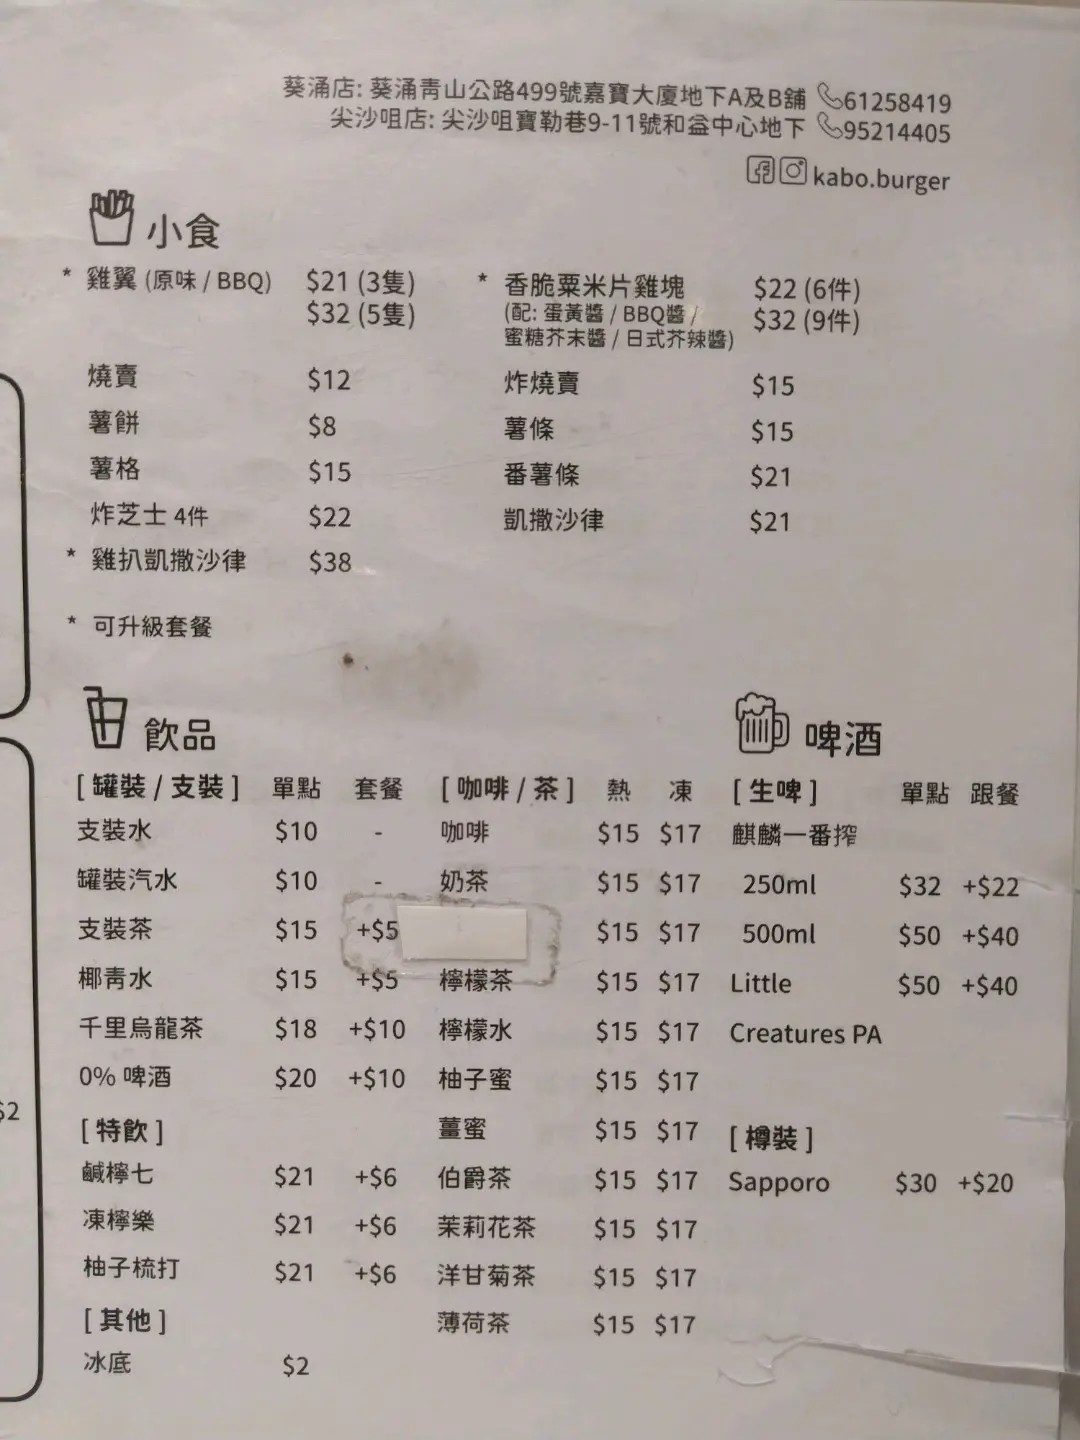 葵涌店: 葵涌青山公路499號嘉寶大廈地下A及B舖 61258419
尖沙咀店: 尖沙咀寶勒巷9-11號和益中心地下 95214405
kabo.burger
小食
* 雞翼 (原味 / BBQ) $21 (3隻)
$32 (5隻)
燒賣 $12
薯餅 $8
薯格 $15
炸芝士 4件 $22
* 雞扒凱撒沙律 $38
* 可升級套餐
* 香脆粟米片雞塊 $22 (6件)
(配: 蛋黃醬 / BBQ醬 / $32 (9件)
蜜糖芥末醬 / 日式芥辣醬)
炸燒賣 $15
薯條 $15
番薯條 $21
凱撒沙律 $21
飲品
[ 罐裝 / 支裝 ] 單點 套餐
支裝水 $10 -
罐裝汽水 $10 -
支裝茶 $15 +$5
椰青水 $15 +$5
千里烏龍茶 $18 +$10
0% 啤酒 $20 +$10
[ 特飲 ]
鹹檸七 $21 +$6
凍檸樂 $21 +$6
柚子梳打 $21 +$6
[ 其他 ]
冰底 $2
[ 咖啡 / 茶 ] 熱 凍
咖啡 $15 $17
奶茶 $15 $17
$15 $17
檸檬茶 $15 $17
檸檬水 $15 $17
柚子蜜 $15 $17
薑蜜 $15 $17
伯爵茶 $15 $17
茉莉花茶 $15 $17
洋甘菊茶 $15 $17
薄荷茶 $15 $17
啤酒
[ 生啤 ] 單點 跟餐
麒麟一番搾
250ml $32 +$22
500ml $50 +$40
Little $50 +$40
Creatures PA
[ 樽裝 ]
Sapporo $30 +$20
$2